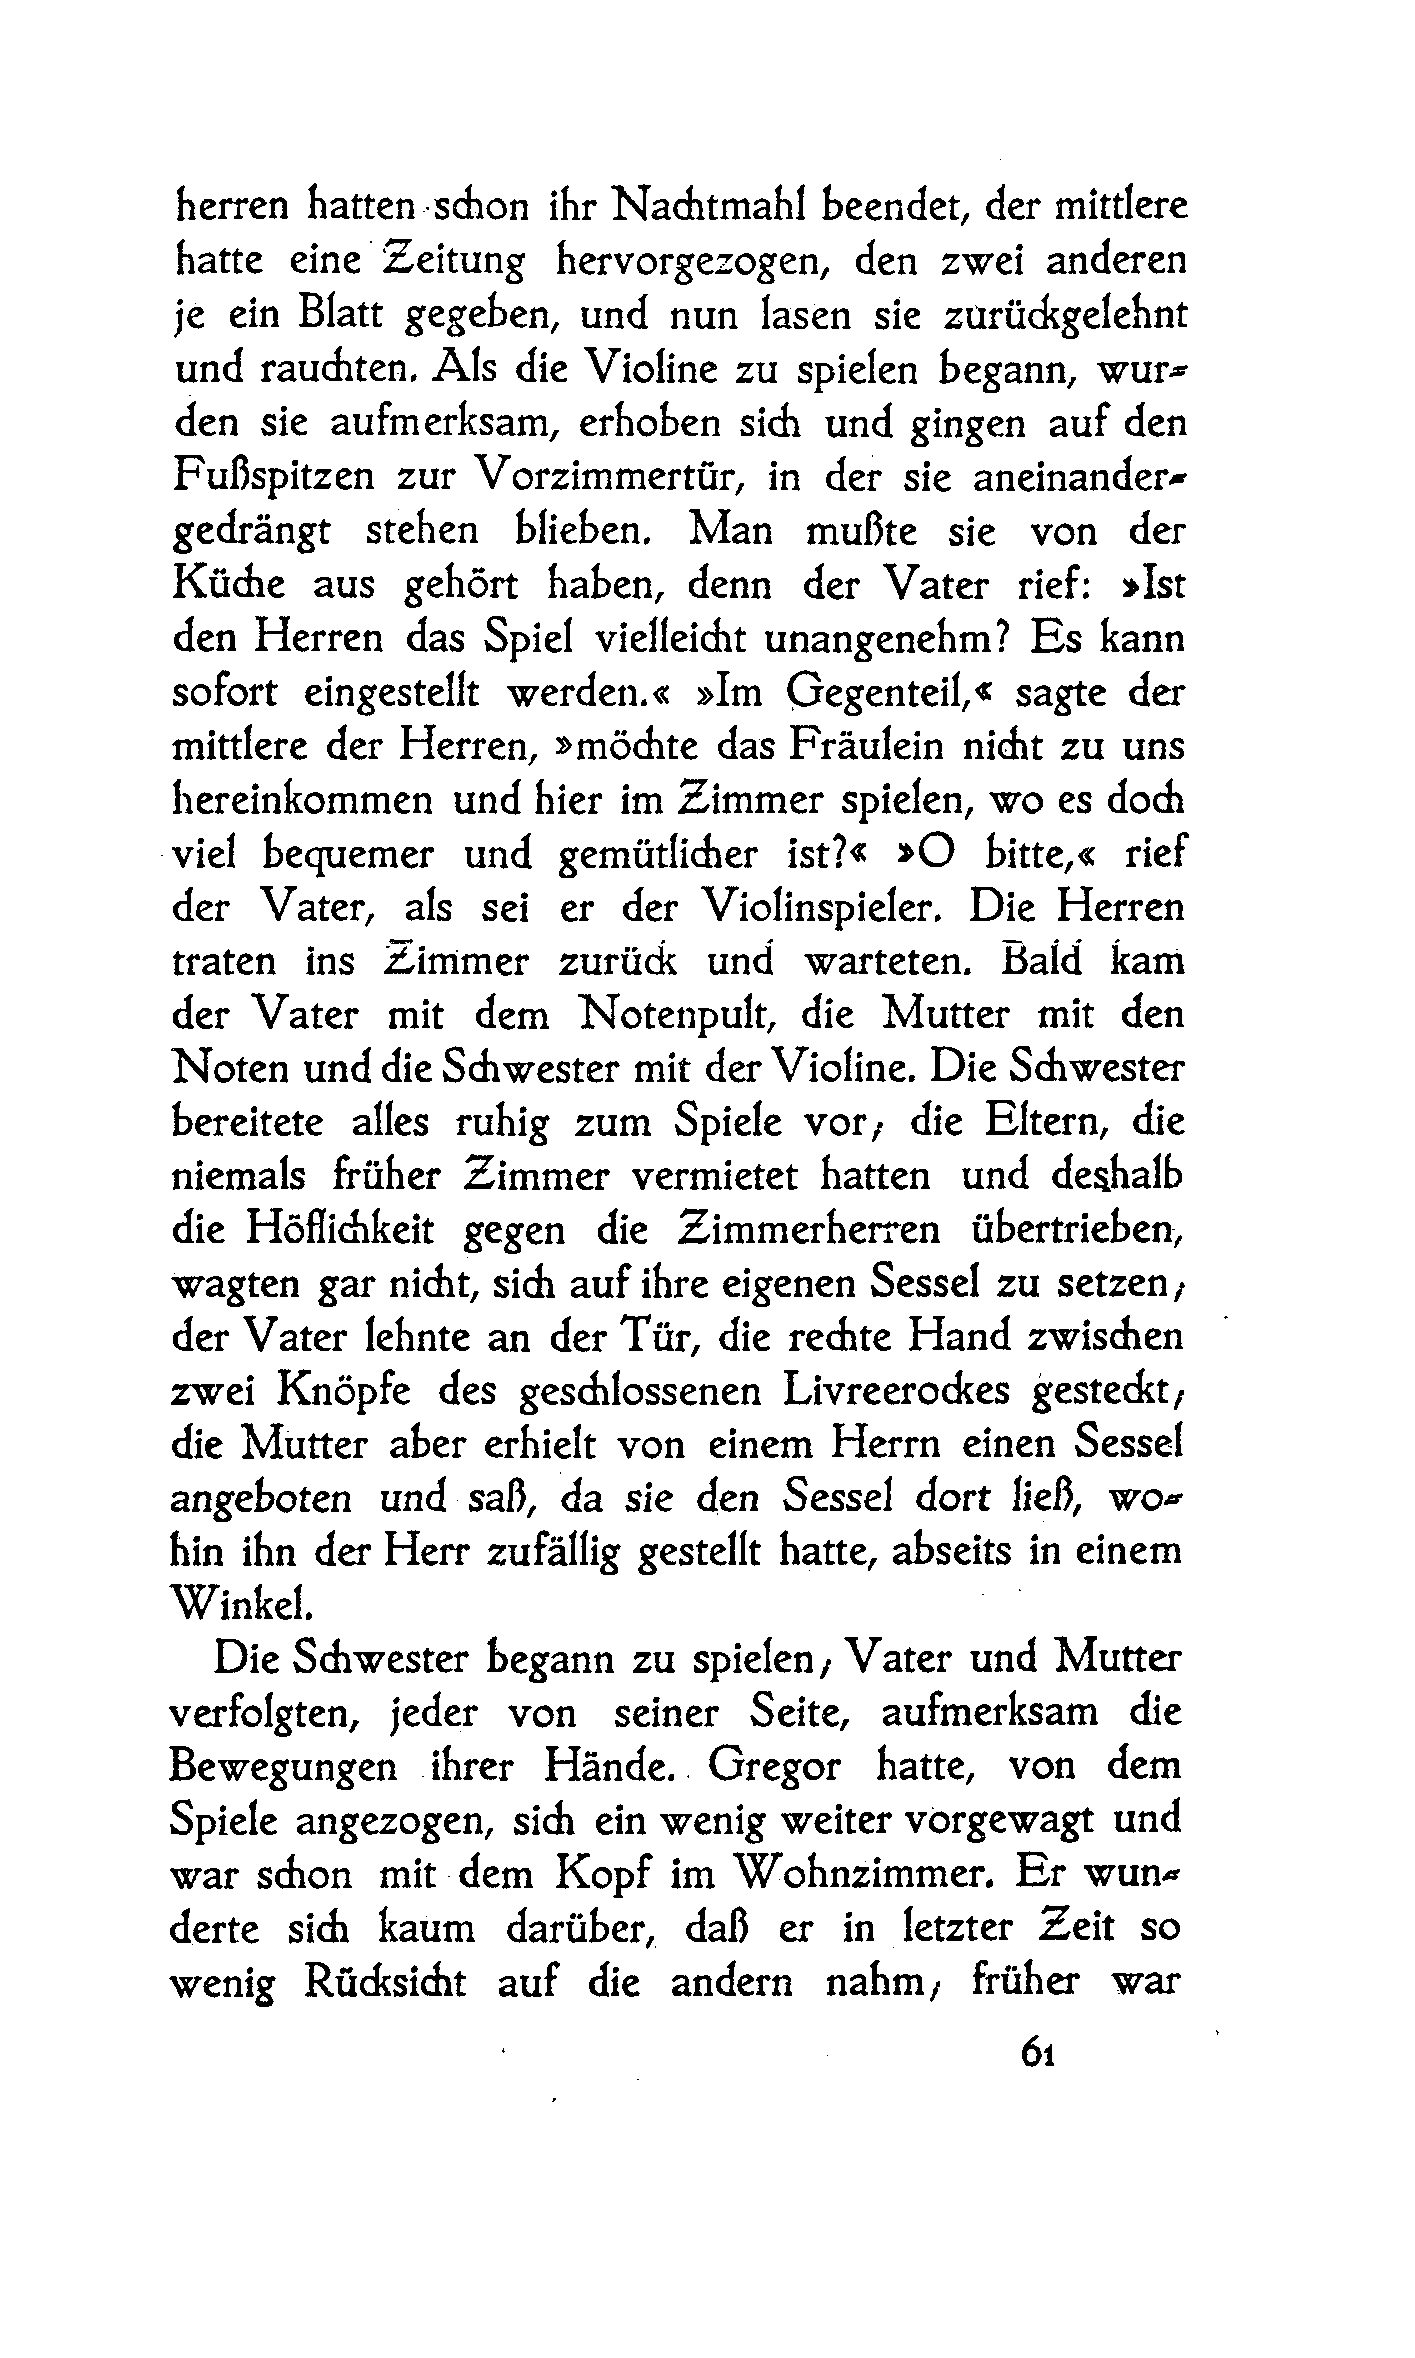 herren hatten schon ihr Nachtmahl beendet, der mittlere
hatte eine Zeitung hervorgezogen, den zwei anderen
je ein Blatt gegeben, und nun lasen sie zurückgelehnt
und rauchten. Als die Violine zu spielen begann, wur-
den sie aufmerksam, erhoben sich und gingen auf den
Fußspitzen zur Vorzimmertür, in der sie aneinander-
gedrängt stehen blieben. Man mußte sie von der
Küche aus gehört haben, denn der Vater rief: »Ist
den Herren das Spiel vielleicht unangenehm? Es kann
sofort eingestellt werden.« »Im Gegenteil,« sagte der
mittlere der Herren, »möchte das Fräulein nicht zu uns
hereinkommen und hier im Zimmer spielen, wo es doch
viel bequemer und gemütlicher ist?« »O bitte,« rief
der Vater, als sei er der Violinspieler. Die Herren
traten ins Zimmer zurück und warteten. Bald kam
der Vater mit dem Notenpult, die Mutter mit den
Noten und die Schwester mit der Violine. Die Schwester
bereitete alles ruhig zum Spiele vor; die Eltern, die
niemals früher Zimmer vermietet hatten und deshalb
die Höflichkeit gegen die Zimmerherren übertrieben,
wagten gar nicht, sich auf ihre eigenen Sessel zu setzen;
der Vater lehnte an der Tür, die rechte Hand zwischen
zwei Knöpfe des geschlossenen Livreerockes gesteckt;
die Mutter aber erhielt von einem Herrn einen Sessel
angeboten und saß, da sie den Sessel dort ließ, wo-
hin ihn der Herr zufällig gestellt hatte, abseits in einem
Winkel.
Die Schwester begann zu spielen; Vater und Mutter
verfolgten, jeder von seiner Seite, aufmerksam die
Bewegungen ihrer Hände. Gregor hatte, von dem
Spiele angezogen, sich ein wenig weiter vorgewagt und
war schon mit dem Kopf im Wohnzimmer. Er wun-
derte sich kaum darüber, daß er in letzter Zeit so
wenig Rücksicht auf die andern nahm; früher war
61